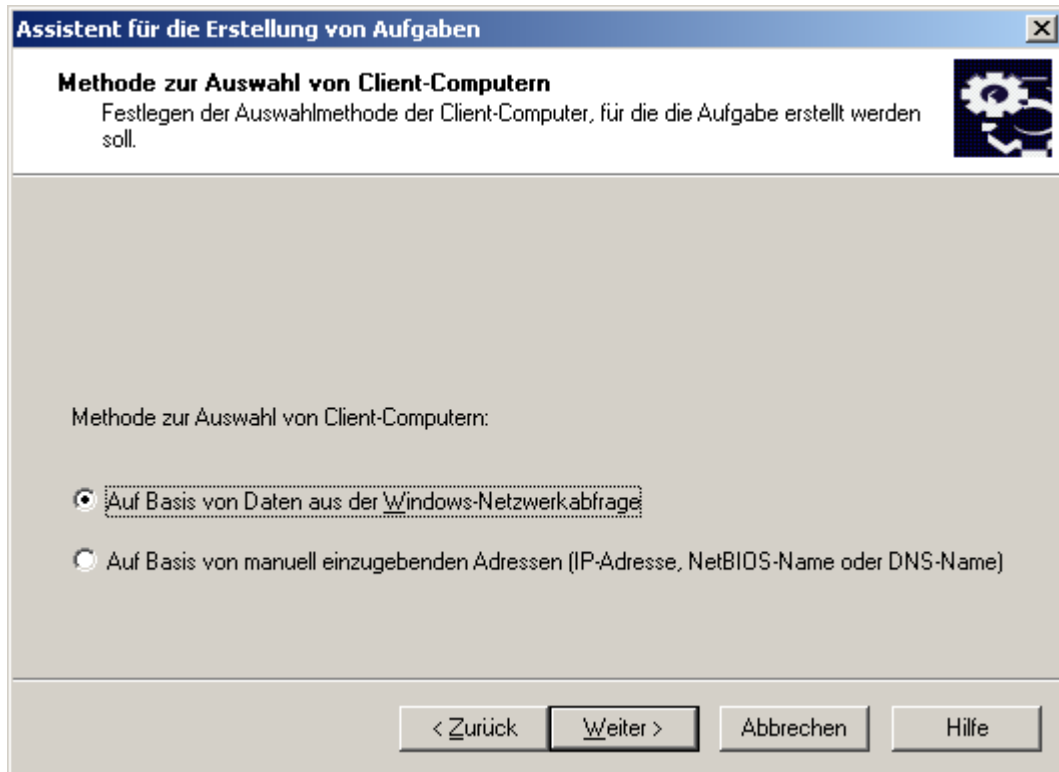 Assistent für die Erstellung von Aufgaben
Methode zur Auswahl von Client-Computern
Festlegen der Auswahlmethode der Client-Computer, für die die Aufgabe erstellt werden
soll.
Methode zur Auswahl von Client-Computern:
Auf Basis von Daten aus der Windows-Netzwerkabfrage
Auf Basis von manuell einzugebenden Adressen (IP-Adresse, NetBIOS-Name oder DNS-Name)
< Zurück Weiter > Abbrechen Hilfe